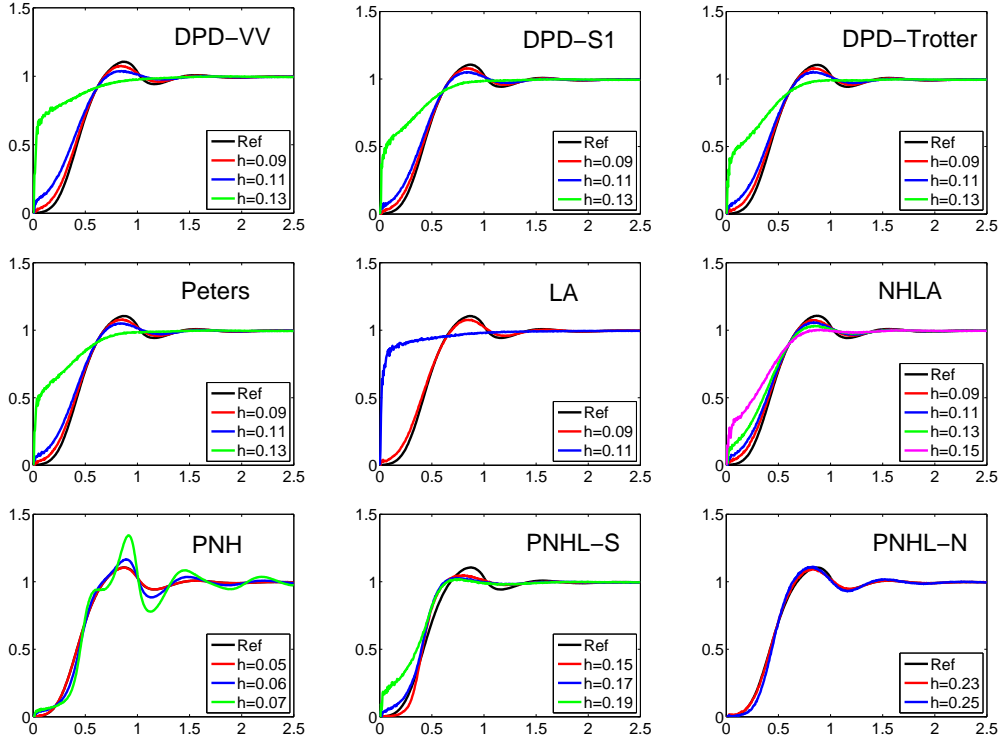 DPD−VV
1.5
1
0.5
0
Ref
h=0.09
h=0.11
h=0.13
0 0.5 1 1.5 2 2.5
DPD−S1
1.5
1
0.5
0
Ref
h=0.09
h=0.11
h=0.13
0 0.5 1 1.5 2 2.5
DPD−Trotter
1.5
1
0.5
0
Ref
h=0.09
h=0.11
h=0.13
0 0.5 1 1.5 2 2.5
Peters
1.5
1
0.5
0
Ref
h=0.09
h=0.11
h=0.13
0 0.5 1 1.5 2 2.5
LA
1.5
1
0.5
0
Ref
h=0.09
h=0.11
0 0.5 1 1.5 2 2.5
NHLA
1.5
1
0.5
0
Ref
h=0.09
h=0.11
h=0.13
h=0.15
0 0.5 1 1.5 2 2.5
PNH
1.5
1
0.5
0
Ref
h=0.05
h=0.06
h=0.07
0 0.5 1 1.5 2 2.5
PNHL−S
1.5
1
0.5
0
Ref
h=0.15
h=0.17
h=0.19
0 0.5 1 1.5 2 2.5
PNHL−N
1.5
1
0.5
0
Ref
h=0.23
h=0.25
0 0.5 1 1.5 2 2.5